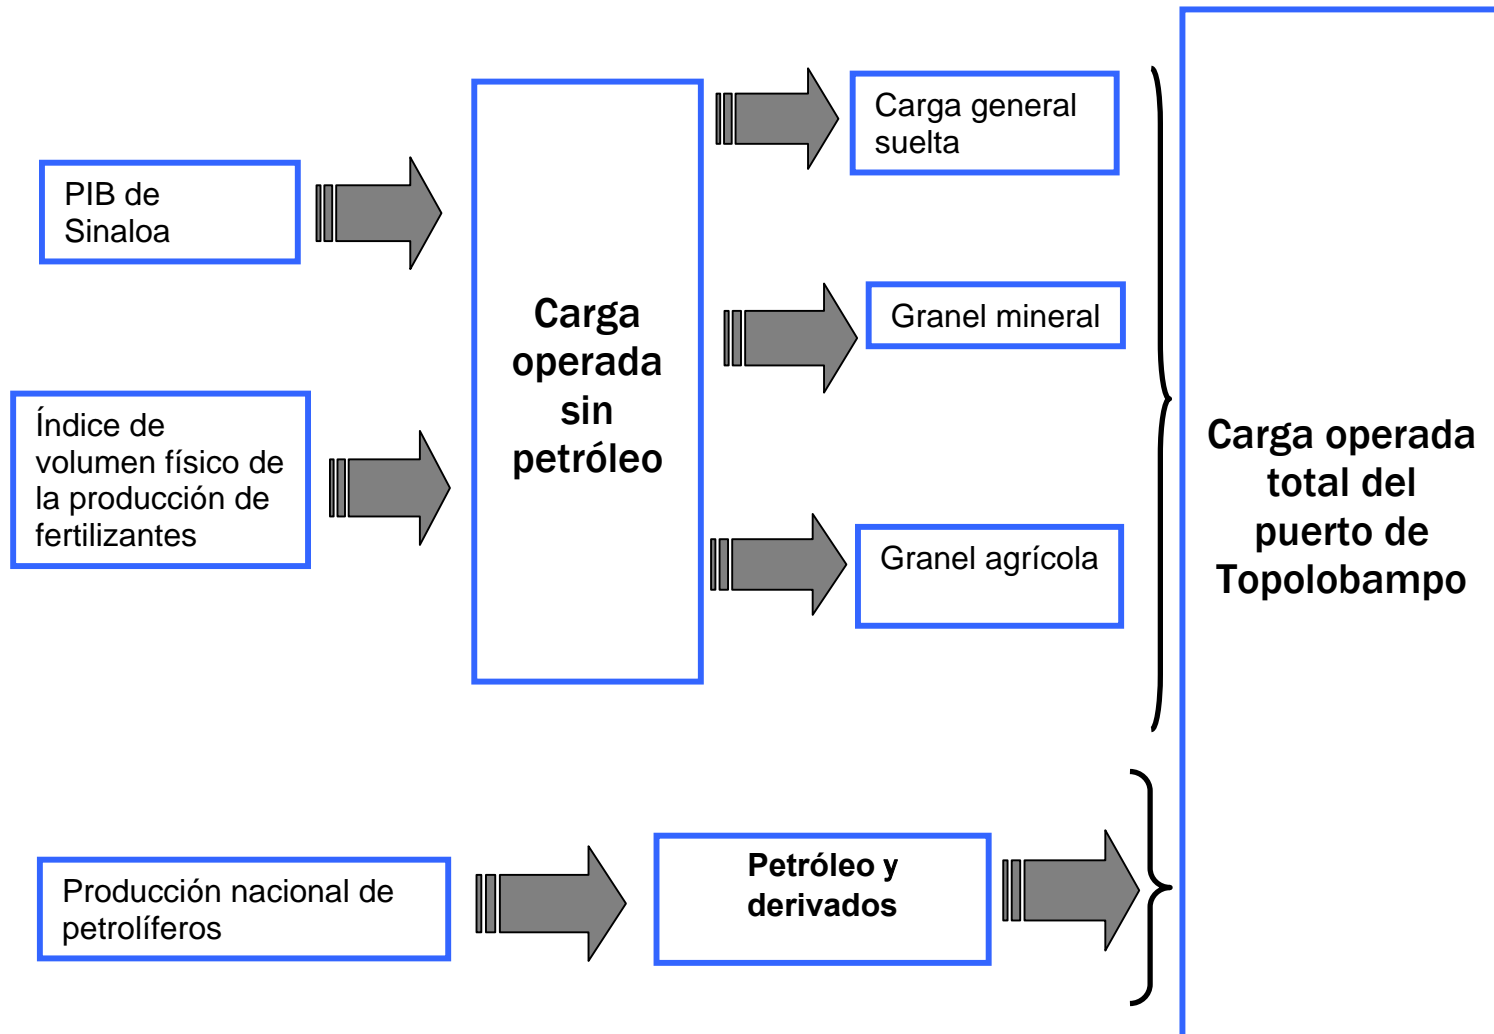 PIB de
Sinaloa
Índice de
volumen físico de
la producción de
fertilizantes
Carga
operada
sin
petróleo
Carga general
suelta
Granel mineral
Granel agrícola
Carga operada
total del
puerto de
Topolobampo
Producción nacional de
petrolíferos
Petróleo y
derivados